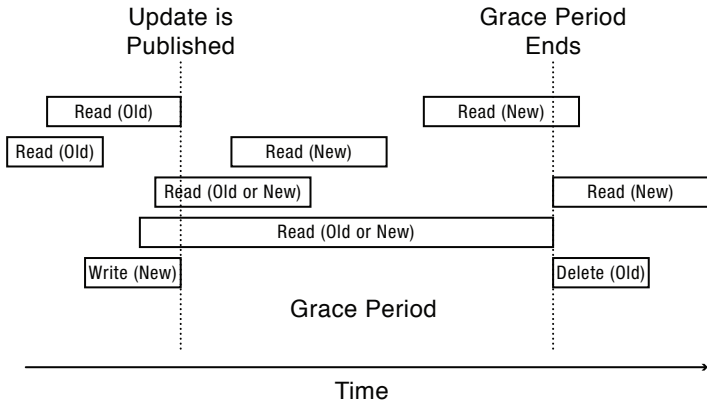 Update is
Published
Grace Period
Ends
Read (Old)
Read (New)
Read (Old)
Read (New)
Read (Old or New)
Read (New)
Read (Old or New)
Write (New)
Delete (Old)
Grace Period
Time